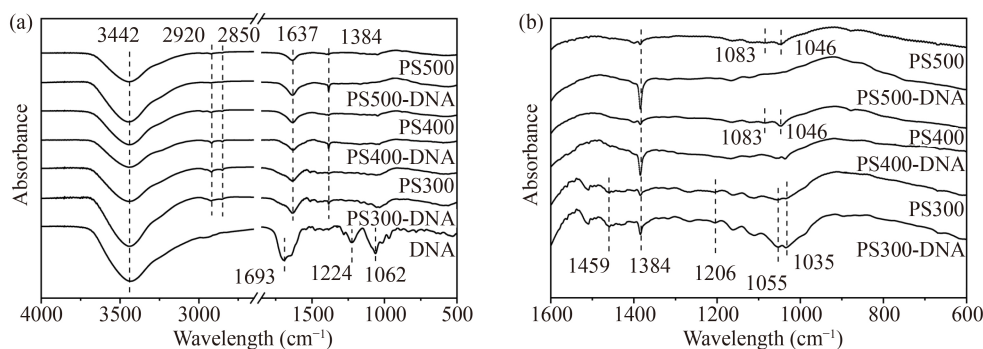 (a)
3442 2920 2850 1637 1384
PS500
PS500-DNA
PS400
PS400-DNA
PS300
PS300-DNA
DNA
1693 1224 1062
Absorbance
4000 3500 3000 1500 1000 500
Wavelength (cm⁻¹)
(b)
1083 1046
PS500
PS500-DNA
1083 1046
PS400
PS400-DNA
PS300
PS300-DNA
1459 1384 1206 1055 1035
Absorbance
1600 1400 1200 1000 800 600
Wavelength (cm⁻¹)